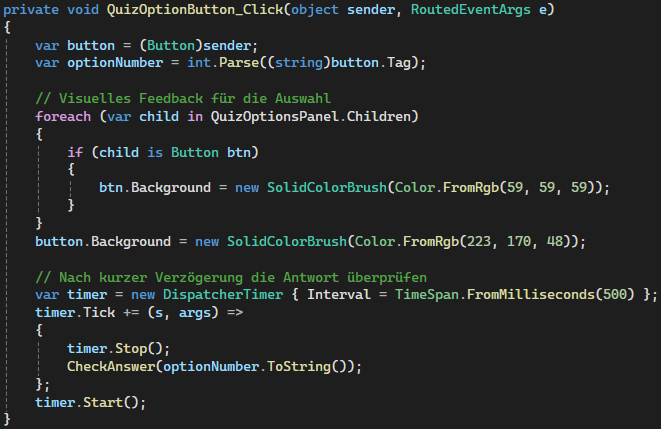 private void QuizOptionButton_Click(object sender, RoutedEventArgs e)
{
    var button = (Button)sender;
    var optionNumber = int.Parse((string)button.Tag);

    // Visuelles Feedback für die Auswahl
    foreach (var child in QuizOptionsPanel.Children)
    {
        if (child is Button btn)
        {
            btn.Background = new SolidColorBrush(Color.FromRgb(59, 59, 59));
        }
    }
    button.Background = new SolidColorBrush(Color.FromRgb(223, 170, 48));

    // Nach kurzer Verzögerung die Antwort überprüfen
    var timer = new DispatcherTimer { Interval = TimeSpan.FromMilliseconds(500) };
    timer.Tick += (s, args) =>
    {
        timer.Stop();
        CheckAnswer(optionNumber.ToString());
    };
    timer.Start();
}